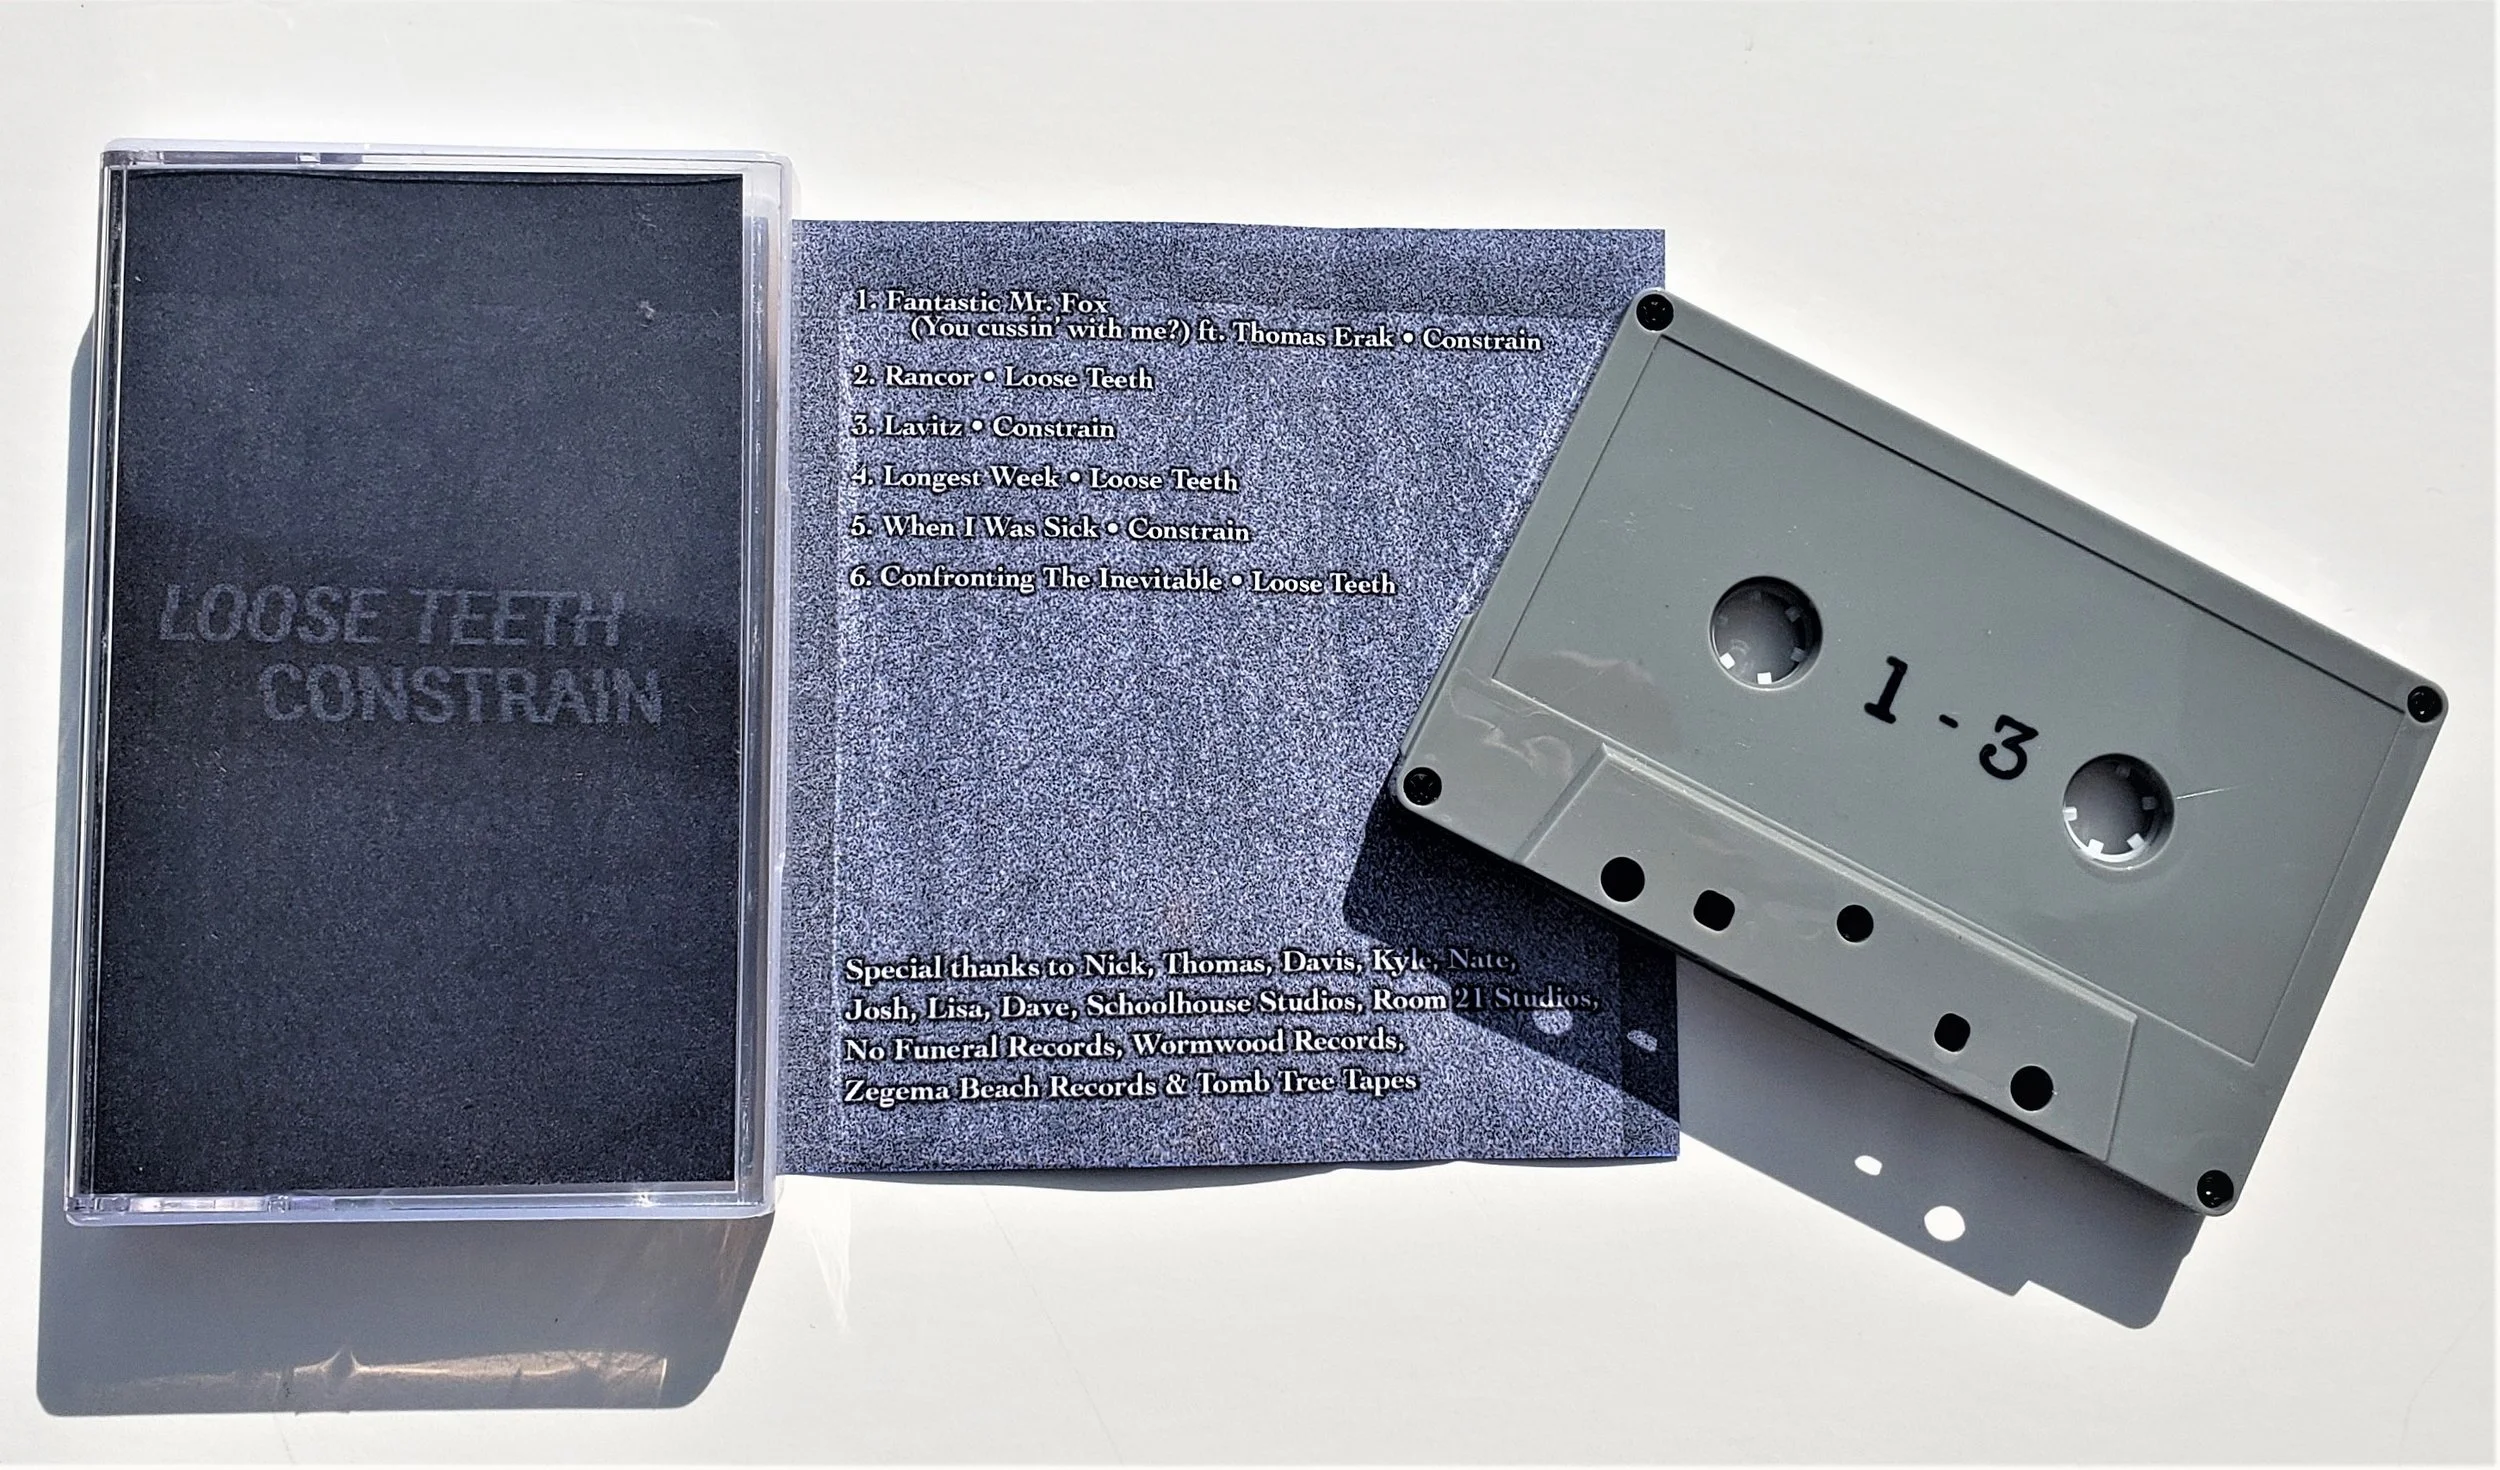 LOOSE TEETH
CONSTRAIN
1. Fantastic Mr. Fox
(You cussin' with me?) ft. Thomas Erak • Constrain
2. Rancor • Loose Teeth
3. Lavitz • Constrain
4. Longest Week • Loose Teeth
5. When I Was Sick • Constrain
6. Confronting The Inevitable • Loose Teeth
Special thanks to Nick, Thomas, Davis, Kyle, Nate,
Josh, Lisa, Dave, Schoolhouse Studios, Room 21 Studios,
No Funeral Records, Wormwood Records,
Zegema Beach Records & Tomb Tree Tapes
1 - 3